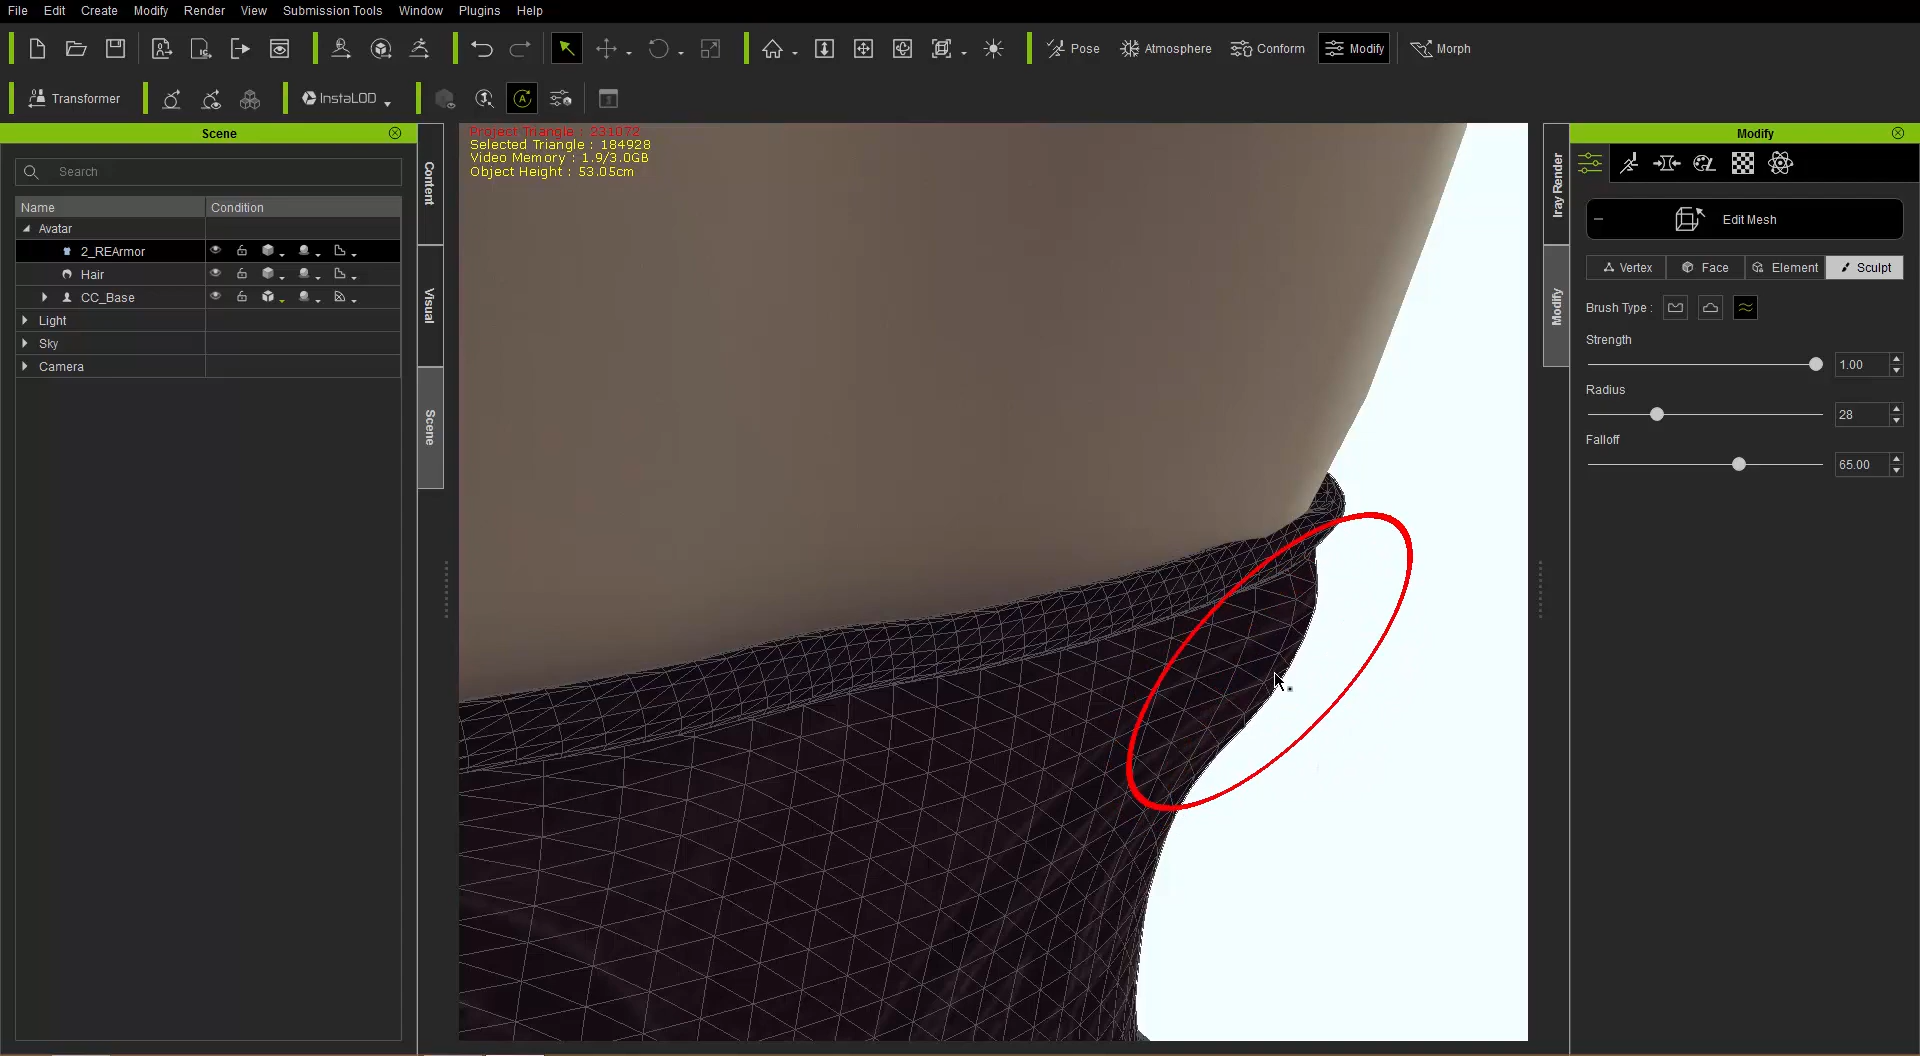 File Edit Create Modify Render View Submission Tools Window Plugins Help
Pose Atmosphere Conform Modify Morph
Transformer InstaLOD
Scene
Search
Name Condition
Avatar
2_REArmor
Hair
CC_Base
Light
Sky
Camera
Content
Visual
Scene
Project Triangle : 231072
Selected Triangle : 184928
Video Memory : 1.9/3.0GB
Object Height : 53.05cm
Iray Render
Modify
Modify
Edit Mesh
Vertex Face Element Sculpt
Brush Type :
Strength
1.00
Radius
28
Falloff
65.00